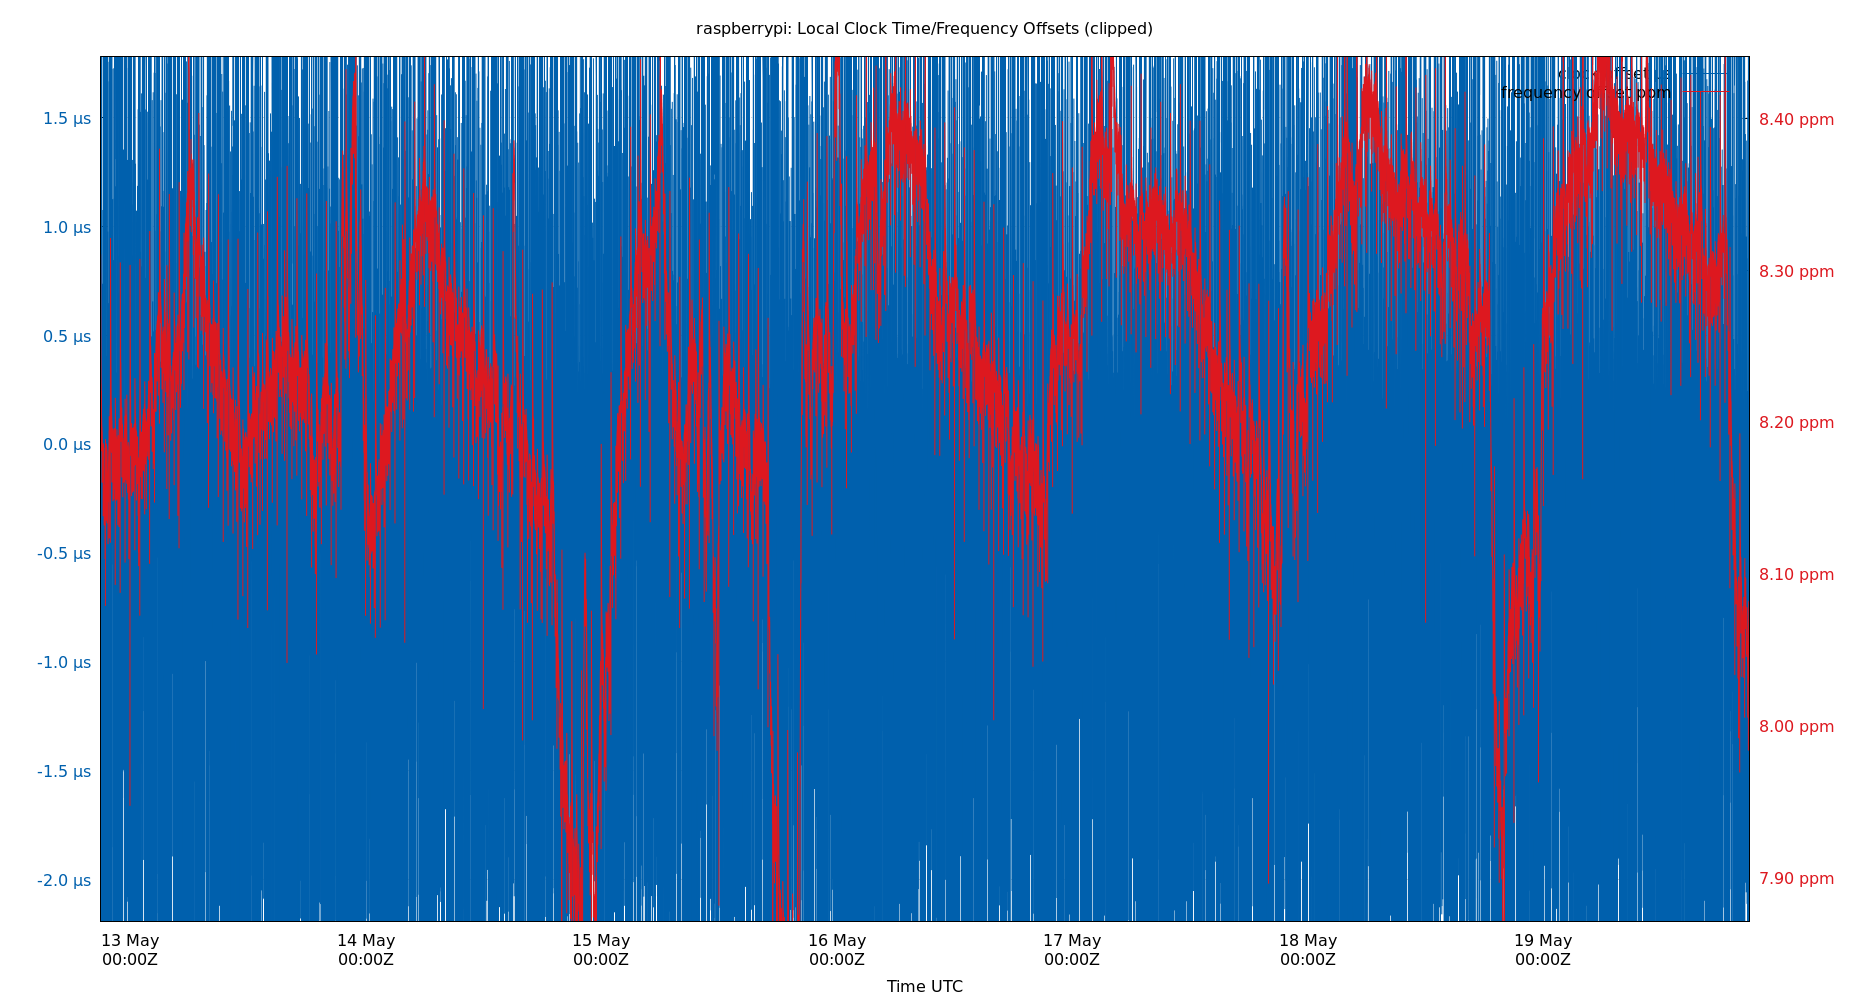 raspberrypi: Local Clock Time/Frequency Offsets (clipped)
frequency offset ppm
1.5 µs
1.0 µs
0.5 µs
0.0 µs
-0.5 µs
-1.0 µs
-1.5 µs
-2.0 µs
8.40 ppm
8.30 ppm
8.20 ppm
8.10 ppm
8.00 ppm
7.90 ppm
13 May 14 May 15 May 16 May 17 May 18 May 19 May
00:00Z 00:00Z 00:00Z 00:00Z 00:00Z 00:00Z 00:00Z
Time UTC